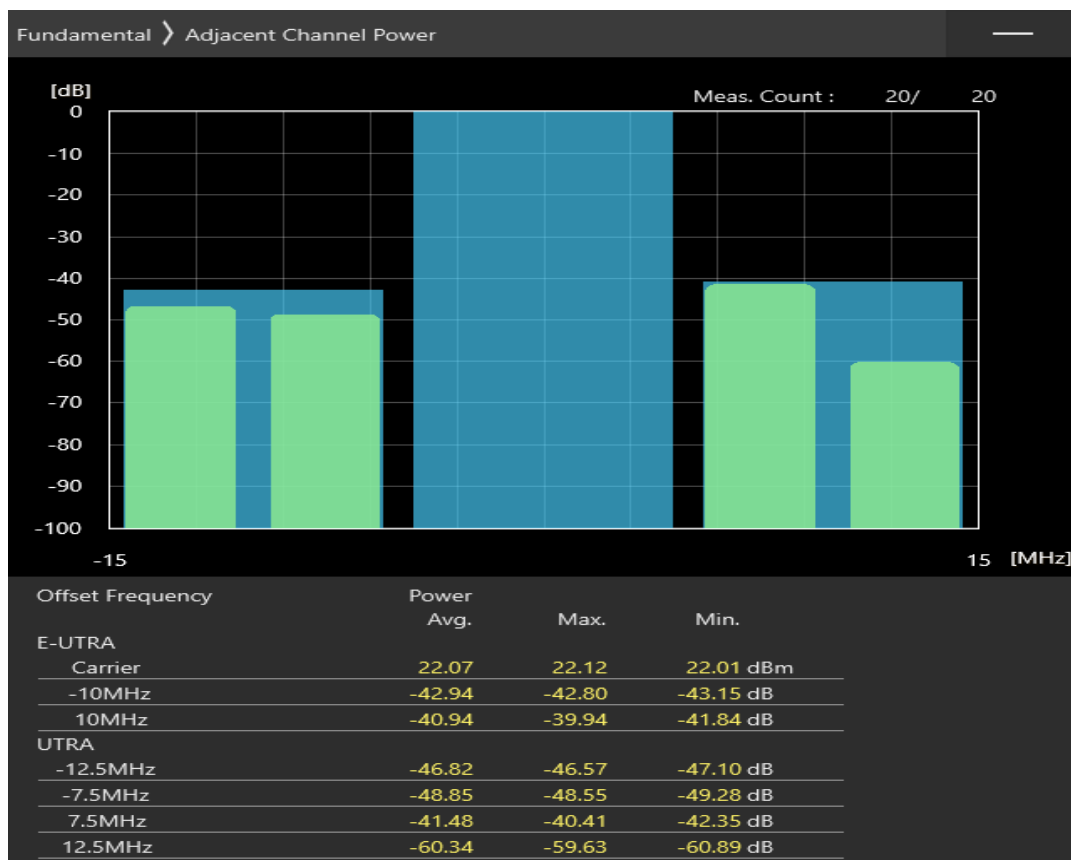 Fundamental ❯ Adjacent Channel Power
[dB]
Meas. Count : 20/ 20
0
-10
-20
-30
-40
-50
-60
-70
-80
-90
-100
-15 15 [MHz]
Offset Frequency Power
Avg. Max. Min.
E-UTRA
Carrier 22.07 22.12 22.01 dBm
-10MHz -42.94 -42.80 -43.15 dB
10MHz -40.94 -39.94 -41.84 dB
UTRA
-12.5MHz -46.82 -46.57 -47.10 dB
-7.5MHz -48.85 -48.55 -49.28 dB
7.5MHz -41.48 -40.41 -42.35 dB
12.5MHz -60.34 -59.63 -60.89 dB